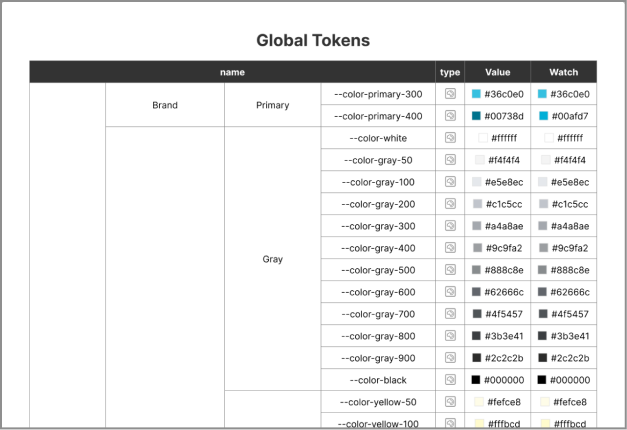 Global Tokens
name type Value Watch
Brand Primary --color-primary-300 #36c0e0 #36c0e0
--color-primary-400 #00738d #00afd7
--color-white #ffffff #ffffff
--color-gray-50 #f4f4f4 #f4f4f4
--color-gray-100 #e5e8ec #e5e8ec
--color-gray-200 #c1c5cc #c1c5cc
--color-gray-300 #a4a8ae #a4a8ae
--color-gray-400 #9c9fa2 #9c9fa2
Gray
--color-gray-500 #888c8e #888c8e
--color-gray-600 #62666c #62666c
--color-gray-700 #4f5457 #4f5457
--color-gray-800 #3b3e41 #3b3e41
--color-gray-900 #2c2c2b #2c2c2b
--color-black #000000 #000000
--color-yellow-50 #fefce8 #fefce8
--color-yellow-100 #fffbcd #fffbcd